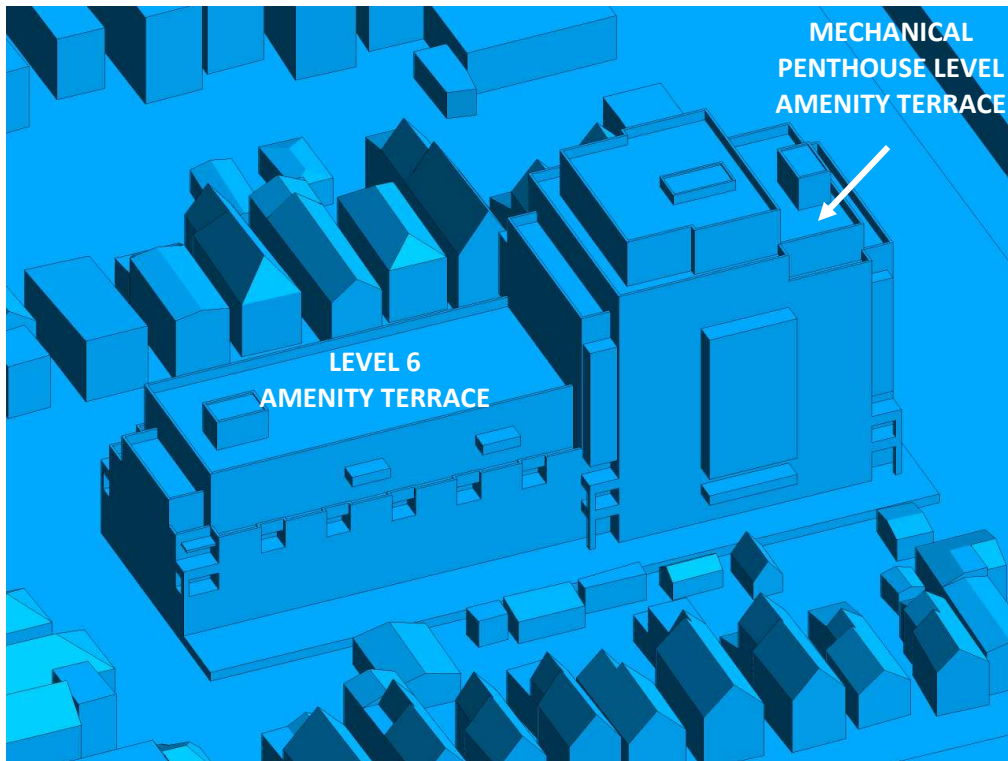 MECHANICAL
PENTHOUSE LEVEL
AMENITY TERRACE
LEVEL 6
AMENITY TERRACE